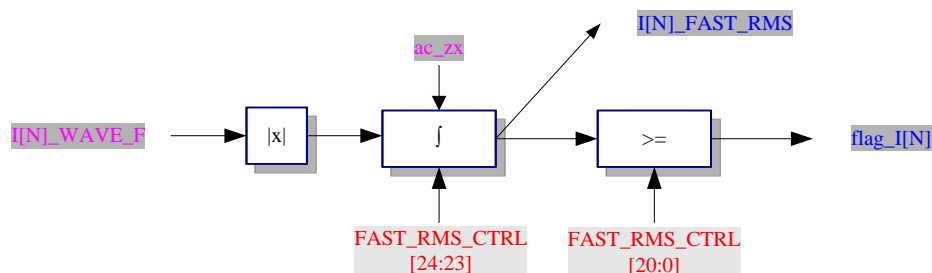 I[N]_FAST_RMS
ac_zx
I[N]_WAVE_F
|x|
∫
>=
flag_I[N]
FAST_RMS_CTRL
[24:23]
FAST_RMS_CTRL
[20:0]